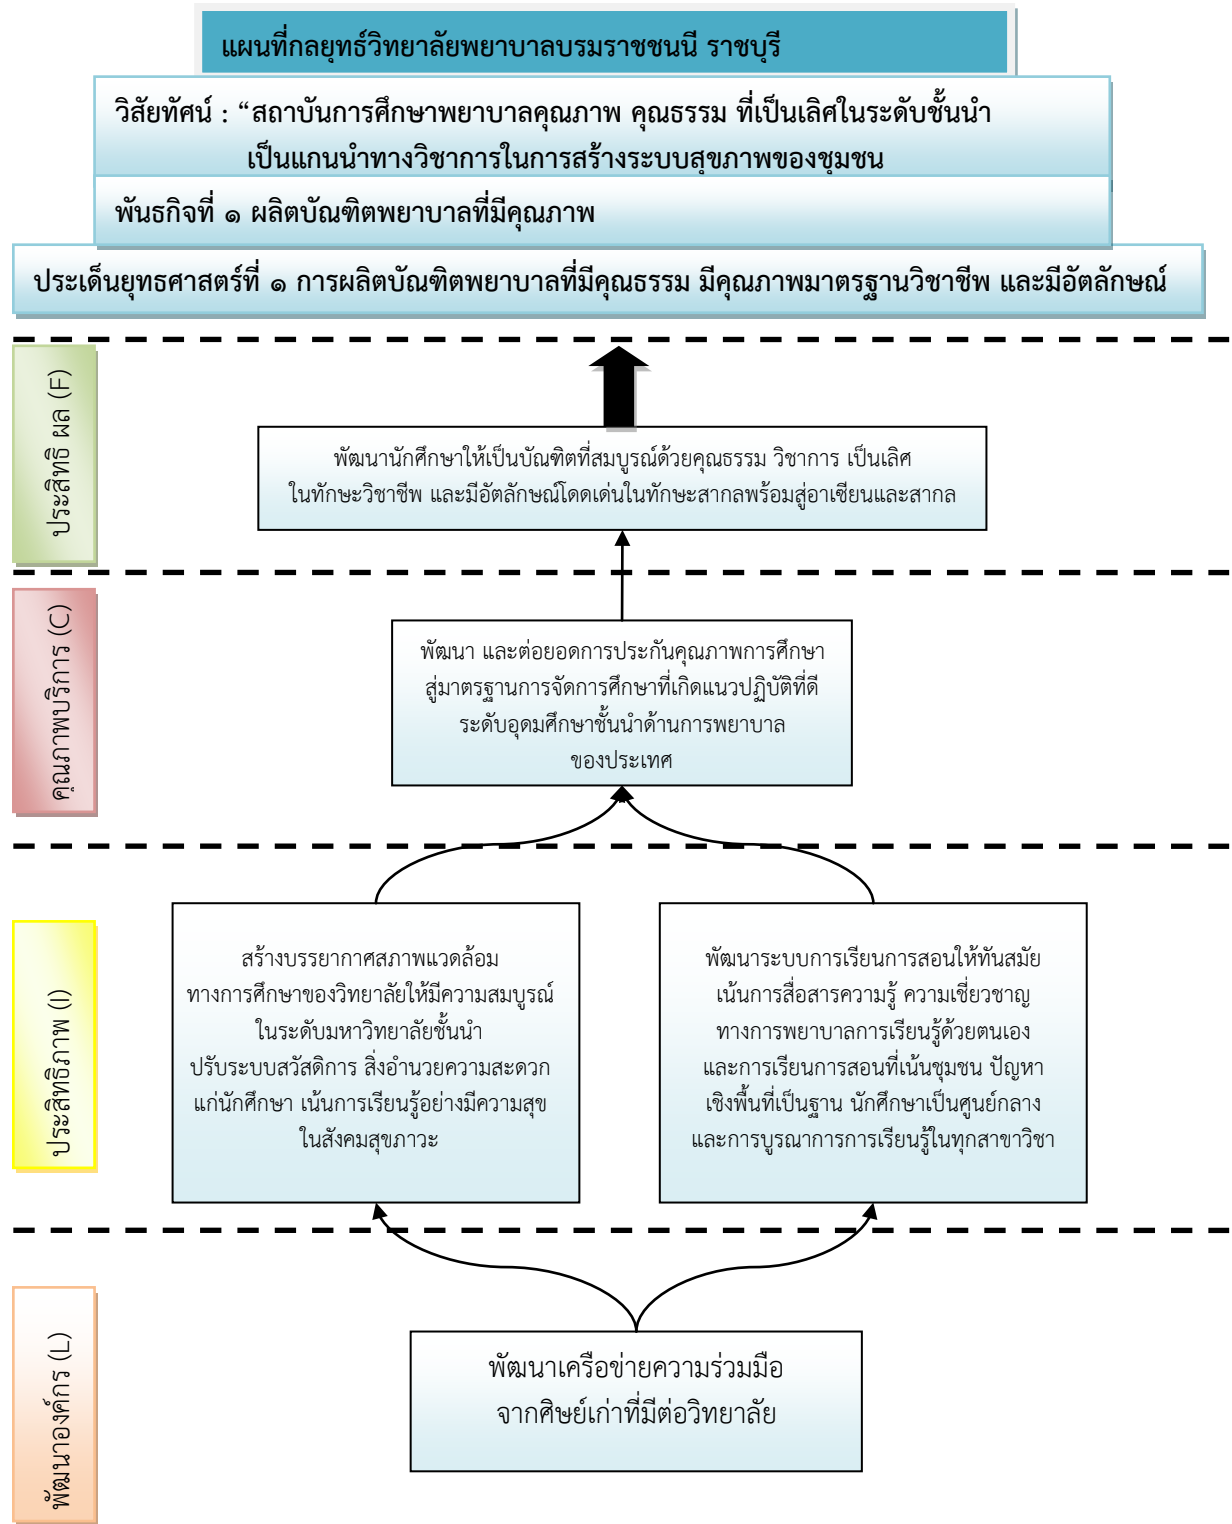 แผนที่กลยุทธ์วิทยาลัยพยาบาลบรมราชชนนี ราชบุรี
วิสัยทัศน์ : “สถาบันการศึกษาพยาบาลคุณภาพ คุณธรรม ที่เป็นเลิศในระดับชั้นนำ
เป็นแกนนำทางวิชาการในการสร้างระบบสุขภาพของชุมชน
พันธกิจที่ ๑ ผลิตบัณฑิตพยาบาลที่มีคุณภาพ
ประเด็นยุทธศาสตร์ที่ ๑ การผลิตบัณฑิตพยาบาลที่มีคุณธรรม มีคุณภาพมาตรฐานวิชาชีพ และมีอัตลักษณ์
ประสิทธิ ผล (F)
พัฒนานักศึกษาให้เป็นบัณฑิตที่สมบูรณ์ด้วยคุณธรรม วิชาการ เป็นเลิศ
ในทักษะวิชาชีพ และมีอัตลักษณ์โดดเด่นในทักษะสากลพร้อมสู่อาเซียนและสากล
คุณภาพบริการ (C)
พัฒนา และต่อยอดการประกันคุณภาพการศึกษา
สู่มาตรฐานการจัดการศึกษาที่เกิดแนวปฏิบัติที่ดี
ระดับอุดมศึกษาชั้นนำด้านการพยาบาล
ของประเทศ
ประสิทธิภาพ (I)
สร้างบรรยากาศสภาพแวดล้อม
ทางการศึกษาของวิทยาลัยให้มีความสมบูรณ์
ในระดับมหาวิทยาลัยชั้นนำ
ปรับระบบสวัสดิการ สิ่งอำนวยความสะดวก
แก่นักศึกษา เน้นการเรียนรู้อย่างมีความสุข
ในสังคมสุขภาวะ
พัฒนาระบบการเรียนการสอนให้ทันสมัย
เน้นการสื่อสารความรู้ ความเชี่ยวชาญ
ทางการพยาบาลการเรียนรู้ด้วยตนเอง
และการเรียนการสอนที่เน้นชุมชน ปัญหา
เชิงพื้นที่เป็นฐาน นักศึกษาเป็นศูนย์กลาง
และการบูรณาการการเรียนรู้ในทุกสาขาวิชา
พัฒนาองค์กร (L)
พัฒนาเครือข่ายความร่วมมือ
จากศิษย์เก่าที่มีต่อวิทยาลัย